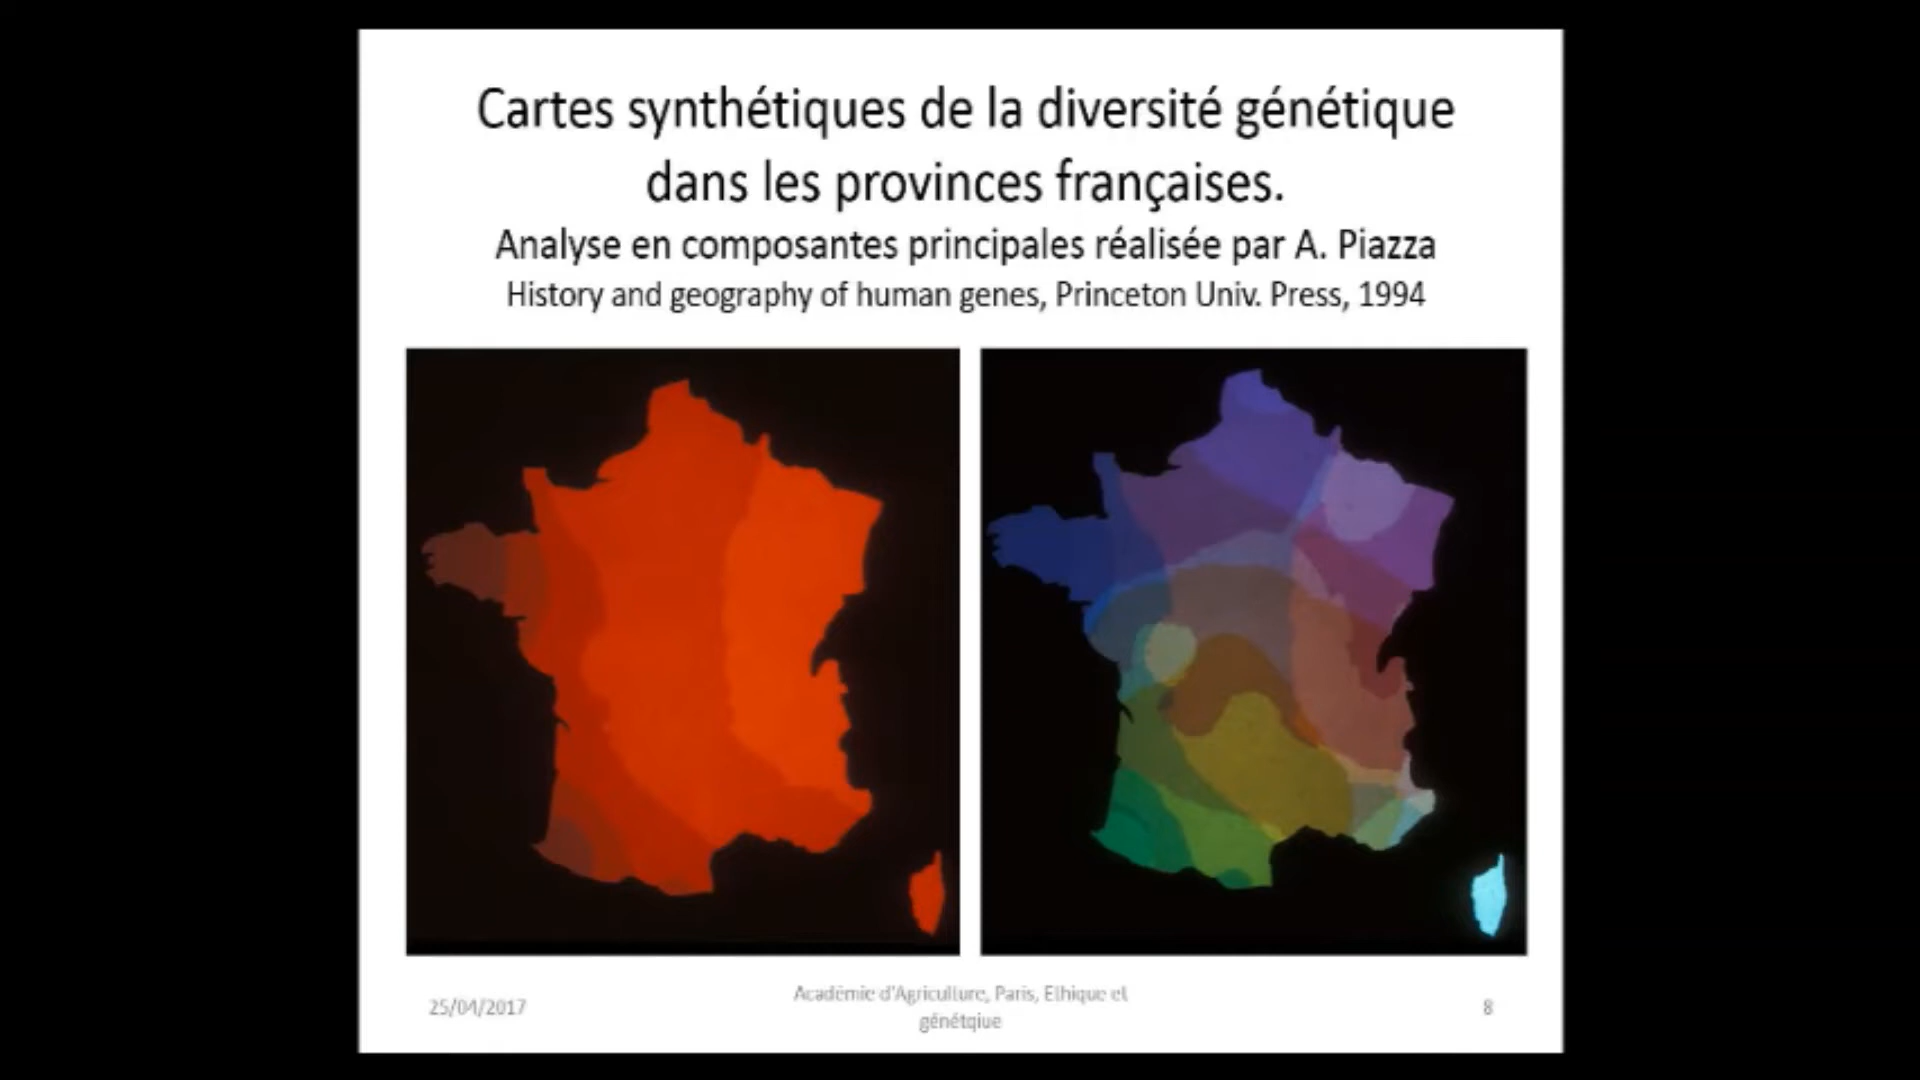 Cartes synthétiques de la diversité génétique
dans les provinces françaises.
Analyse en composantes principales réalisée par A. Piazza
History and geography of human genes, Princeton Univ. Press, 1994
25/04/2017
Académie d'Agriculture, Paris, Ethique et
génétqiue
8